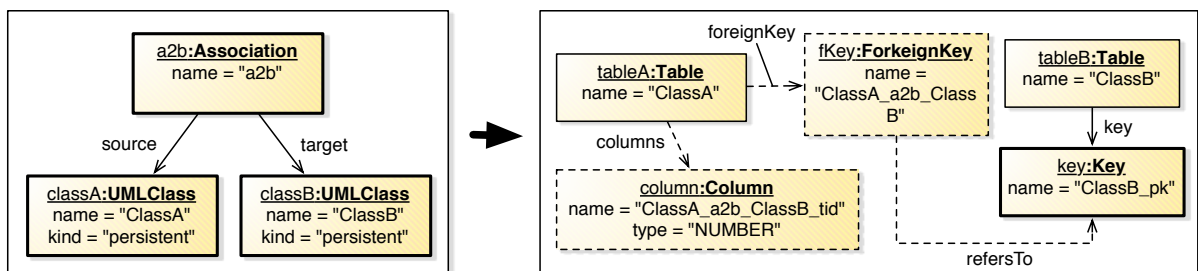 a2b:Association
name = "a2b"
source
target
classA:UMLClass
name = "ClassA"
kind = "persistent"
classB:UMLClass
name = "ClassB"
kind = "persistent"
foreignKey
tableA:Table
name = "ClassA"
fKey:ForkeignKey
name =
"ClassA_a2b_Class
B"
tableB:Table
name = "ClassB"
columns
key
column:Column
name = "ClassA_a2b_ClassB_tid"
type = "NUMBER"
key:Key
name = "ClassB_pk"
refersTo